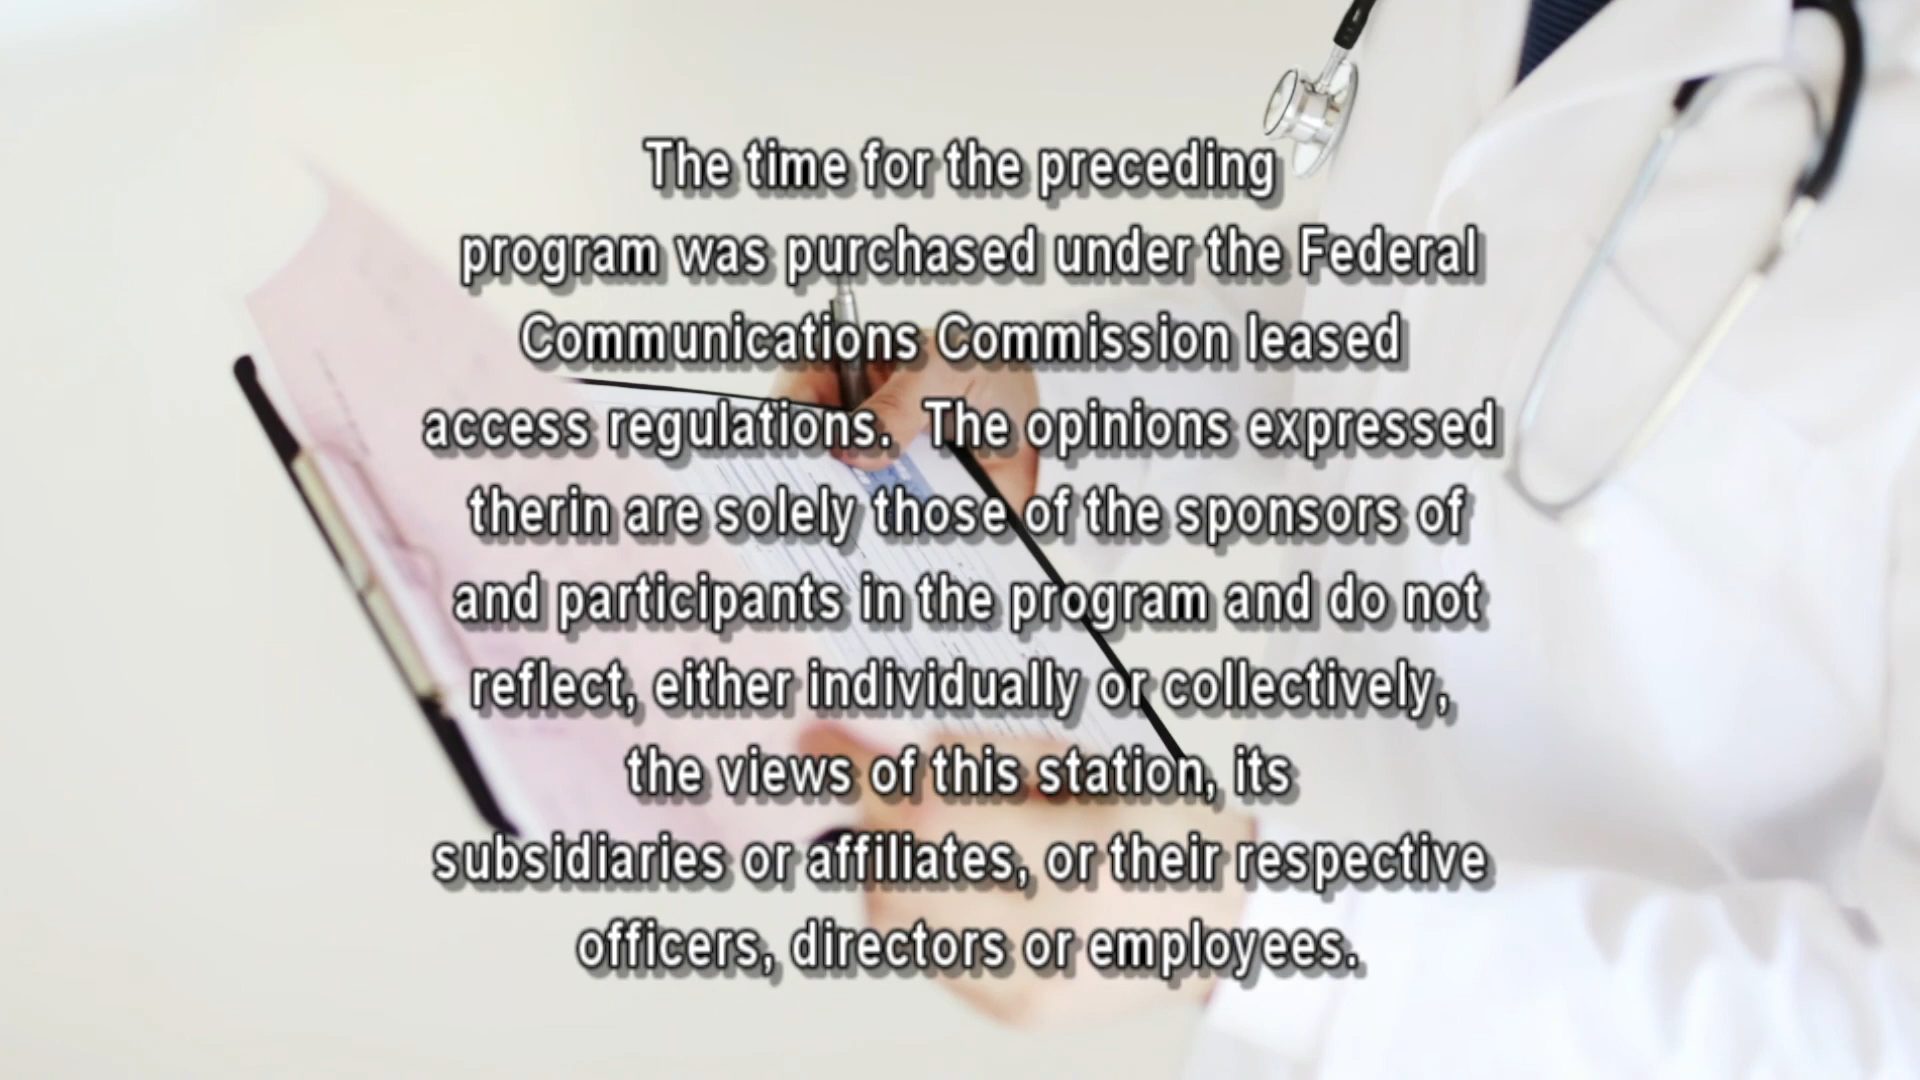 The time for the preceding
program was purchased under the Federal
Communications Commission leased
access regulations. The opinions expressed
therin are solely those of the sponsors of
and participants in the program and do not
reflect, either individually or collectively,
the views of this station, its
subsidiaries or affiliates, or their respective
officers, directors or employees.